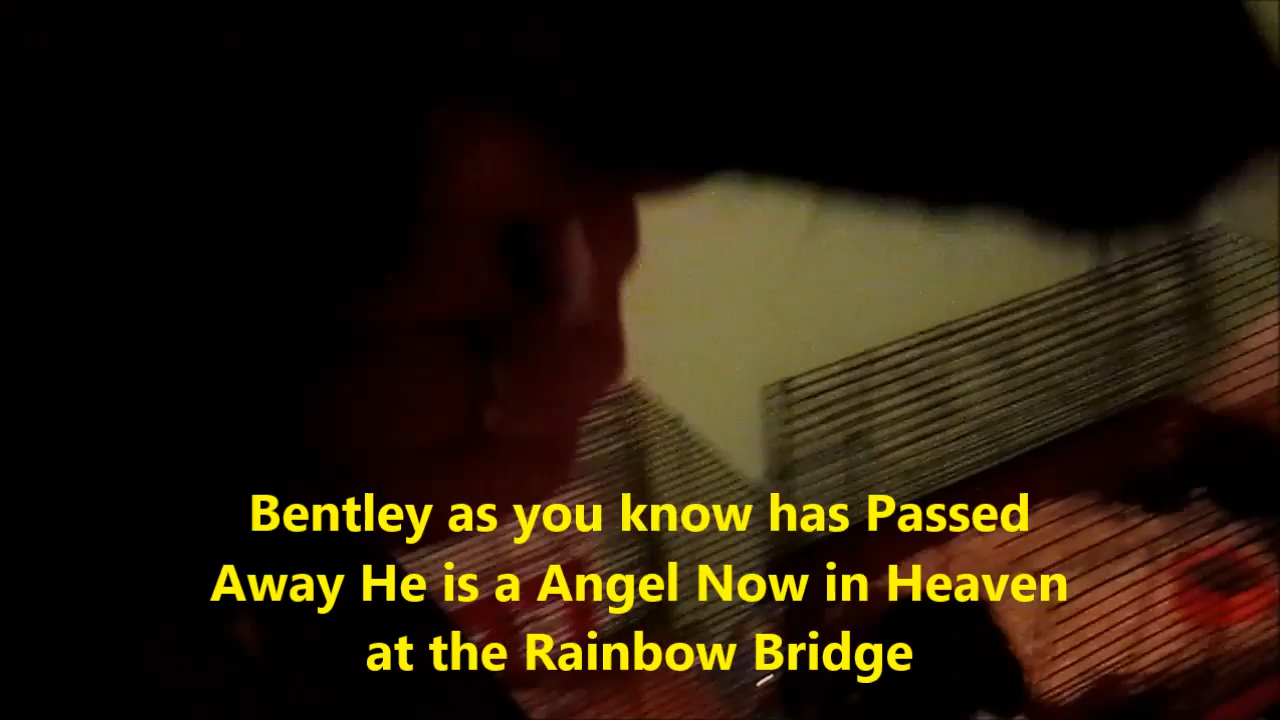 Bentley as you know has Passed
Away He is a Angel Now in Heaven
at the Rainbow Bridge